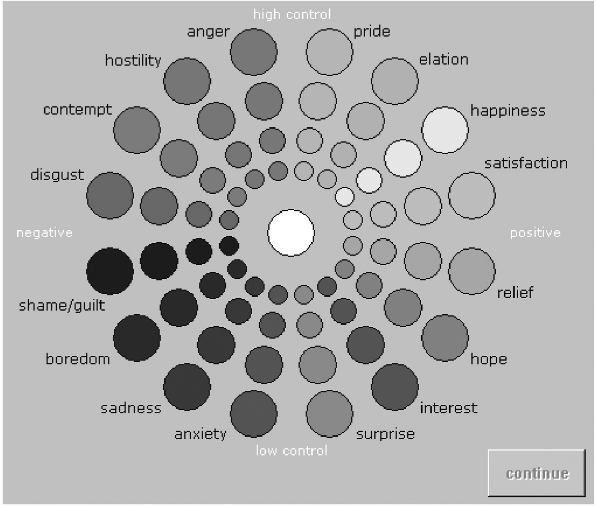 high control
anger
pride
hostility
elation
contempt
happiness
disgust
satisfaction
negative
positive
shame/guilt
relief
boredom
hope
sadness
interest
anxiety
surprise
low control
continue